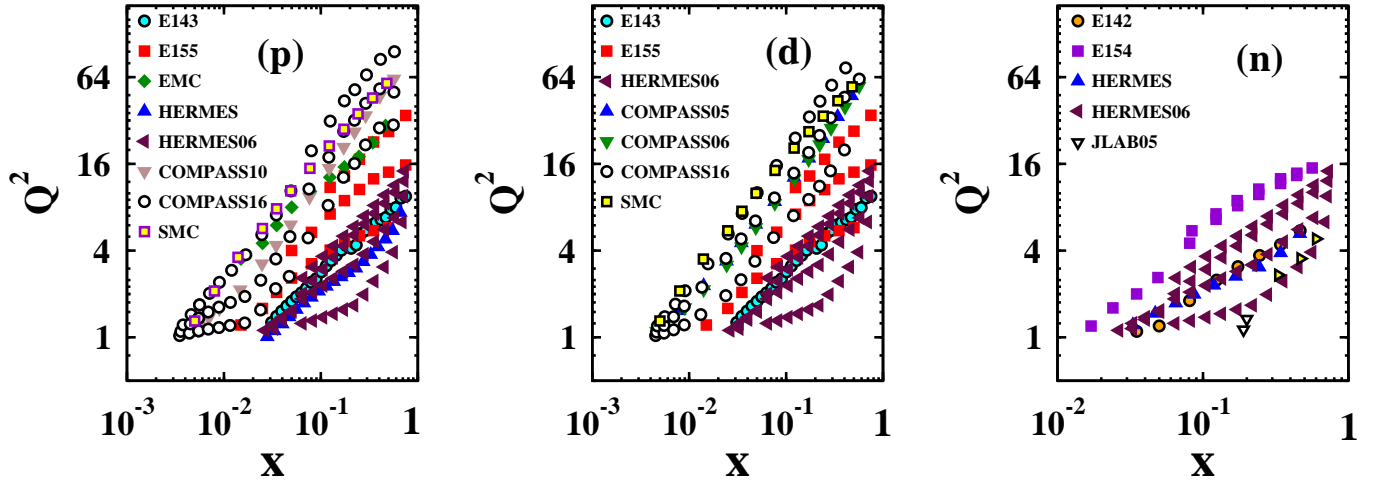 (p)
E143
E155
EMC
HERMES
HERMES06
COMPASS10
COMPASS16
SMC
Q²
64
16
4
1
10⁻³ 10⁻² 10⁻¹ 1
x
(d)
E143
E155
HERMES06
COMPASS05
COMPASS06
COMPASS16
SMC
Q²
64
16
4
1
10⁻³ 10⁻² 10⁻¹ 1
x
(n)
E142
E154
HERMES
HERMES06
JLAB05
Q²
64
16
4
1
10⁻² 10⁻¹ 1
x